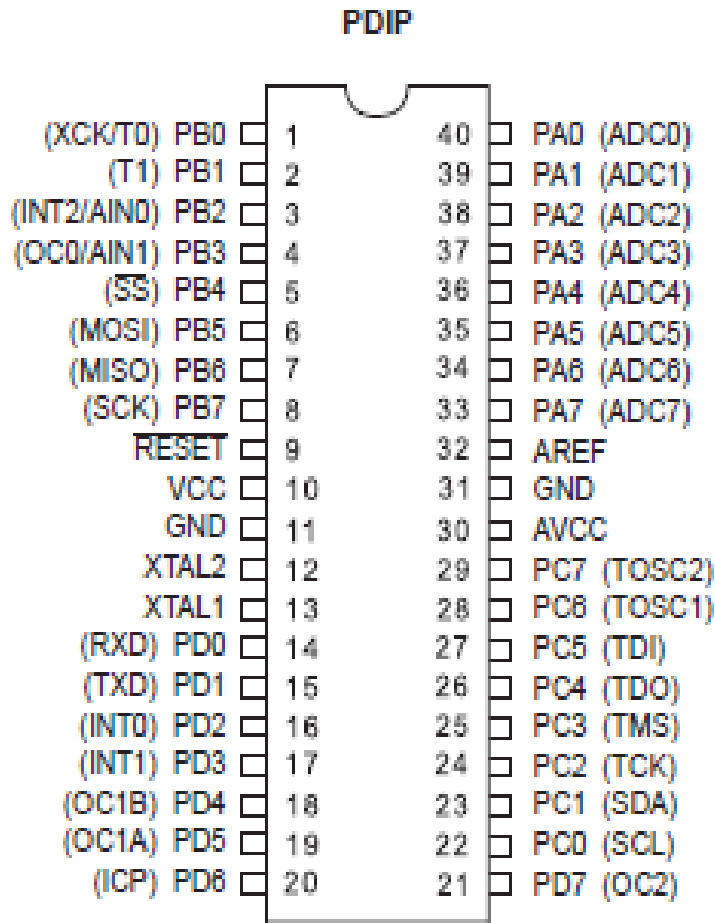 PDIP
(XCK/T0) PB0 1 40 PA0 (ADC0)
(T1) PB1 2 39 PA1 (ADC1)
(INT2/AIN0) PB2 3 38 PA2 (ADC2)
(OC0/AIN1) PB3 4 37 PA3 (ADC3)
(S̅S̅) PB4 5 36 PA4 (ADC4)
(MOSI) PB5 6 35 PA5 (ADC5)
(MISO) PB6 7 34 PA6 (ADC6)
(SCK) PB7 8 33 PA7 (ADC7)
R̅E̅S̅E̅T̅ 9 32 AREF
VCC 10 31 GND
GND 11 30 AVCC
XTAL2 12 29 PC7 (TOSC2)
XTAL1 13 28 PC6 (TOSC1)
(RXD) PD0 14 27 PC5 (TDI)
(TXD) PD1 15 26 PC4 (TDO)
(INT0) PD2 16 25 PC3 (TMS)
(INT1) PD3 17 24 PC2 (TCK)
(OC1B) PD4 18 23 PC1 (SDA)
(OC1A) PD5 19 22 PC0 (SCL)
(ICP) PD6 20 21 PD7 (OC2)